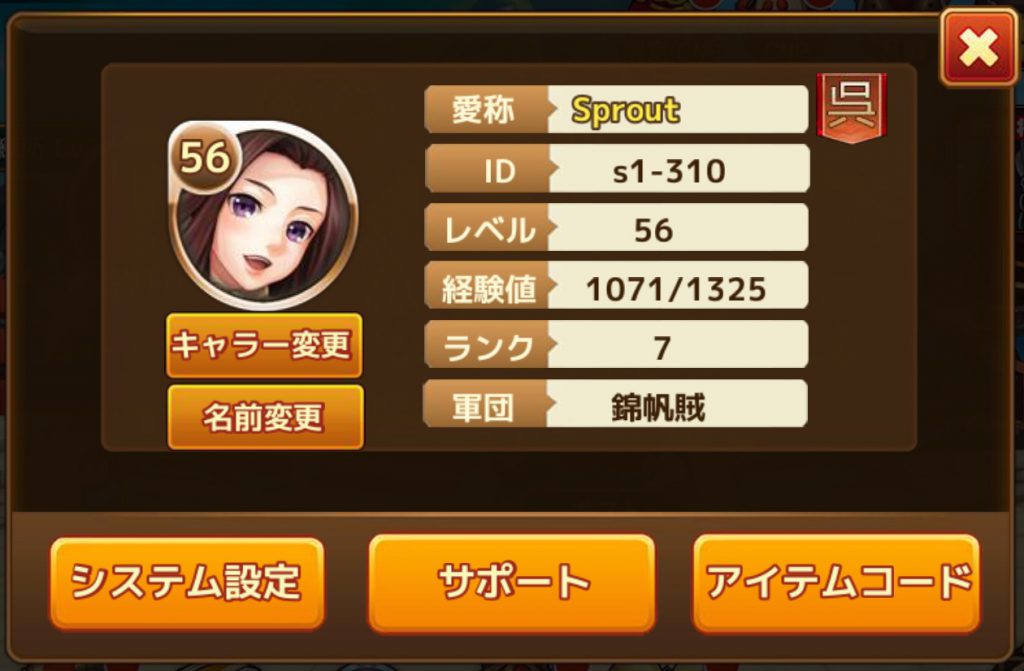 56
愛称 Sprout
呉
ID s1-310
レベル 56
経験値 1071/1325
ランク 7
軍団 錦帆賊
キャラー変更
名前変更
システム設定
サポート
アイテムコード